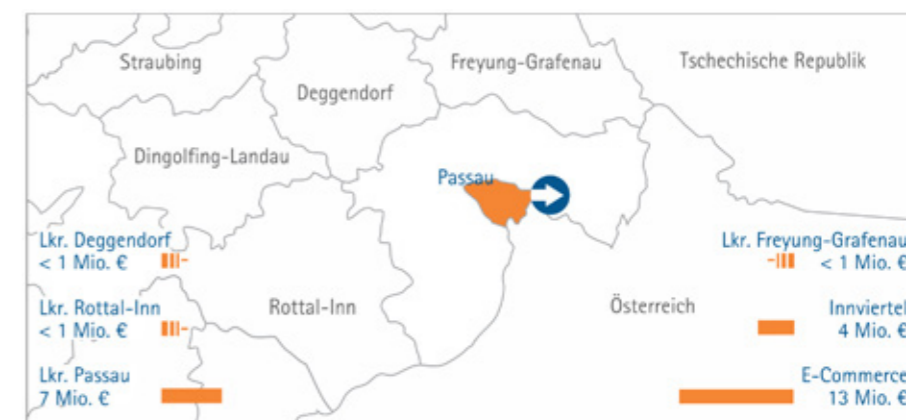 Straubing
Freyung-Grafenau
Tschechische Republik
Deggendorf
Dingolfing-Landau
Passau
Lkr. Deggendorf
< 1 Mio. €
Lkr. Freyung-Grafenau
< 1 Mio. €
Lkr. Rottal-Inn
< 1 Mio. €
Rottal-Inn
Österreich
Innviertel
4 Mio. €
Lkr. Passau
7 Mio. €
E-Commerce
13 Mio. €